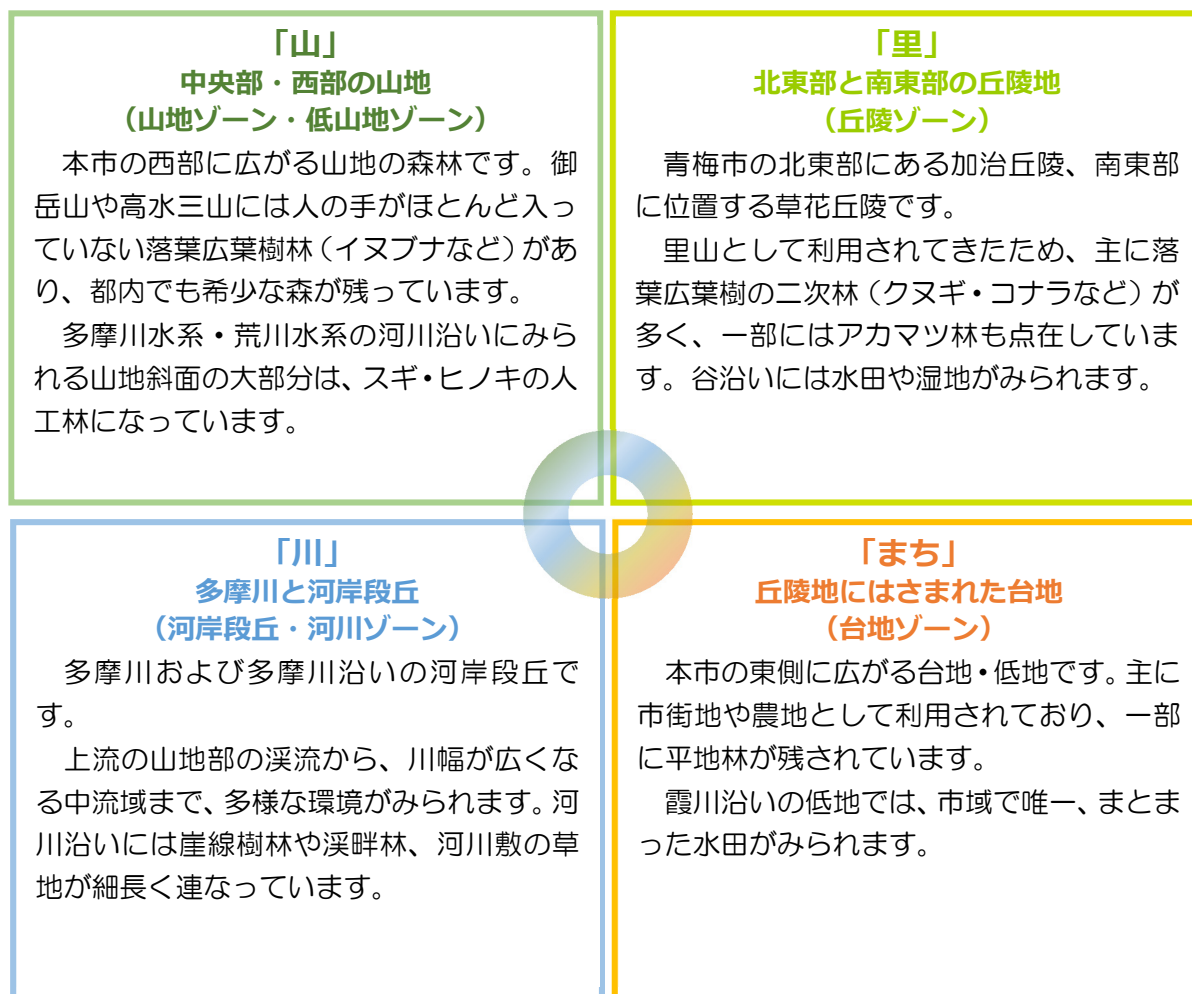 「山」
中央部・西部の山地
（山地ゾーン・低山地ゾーン）
本市の西部に広がる山地の森林です。御
岳山や高水三山には人の手がほとんど入っ
ていない落葉広葉樹林（イヌブナなど）があ
り、都内でも希少な森が残っています。
多摩川水系・荒川水系の河川沿いにみら
れる山地斜面の大部分は、スギ・ヒノキの人
工林になっています。
「里」
北東部と南東部の丘陵地
（丘陵ゾーン）
青梅市の北東部にある加治丘陵、南東部
に位置する草花丘陵です。
里山として利用されてきたため、主に落
葉広葉樹の二次林（クヌギ・コナラなど）が
多く、一部にはアカマツ林も点在していま
す。谷沿いには水田や湿地がみられます。
「川」
多摩川と河岸段丘
（河岸段丘・河川ゾーン）
多摩川および多摩川沿いの河岸段丘で
す。
上流の山地部の渓流から、川幅が広くな
る中流域まで、多様な環境がみられます。河
川沿いには崖線樹林や渓畔林、河川敷の草
地が細長く連なっています。
「まち」
丘陵地にはさまれた台地
（台地ゾーン）
本市の東側に広がる台地・低地です。主に
市街地や農地として利用されており、一部
に平地林が残されています。
霞川沿いの低地では、市域で唯一、まとま
った水田がみられます。